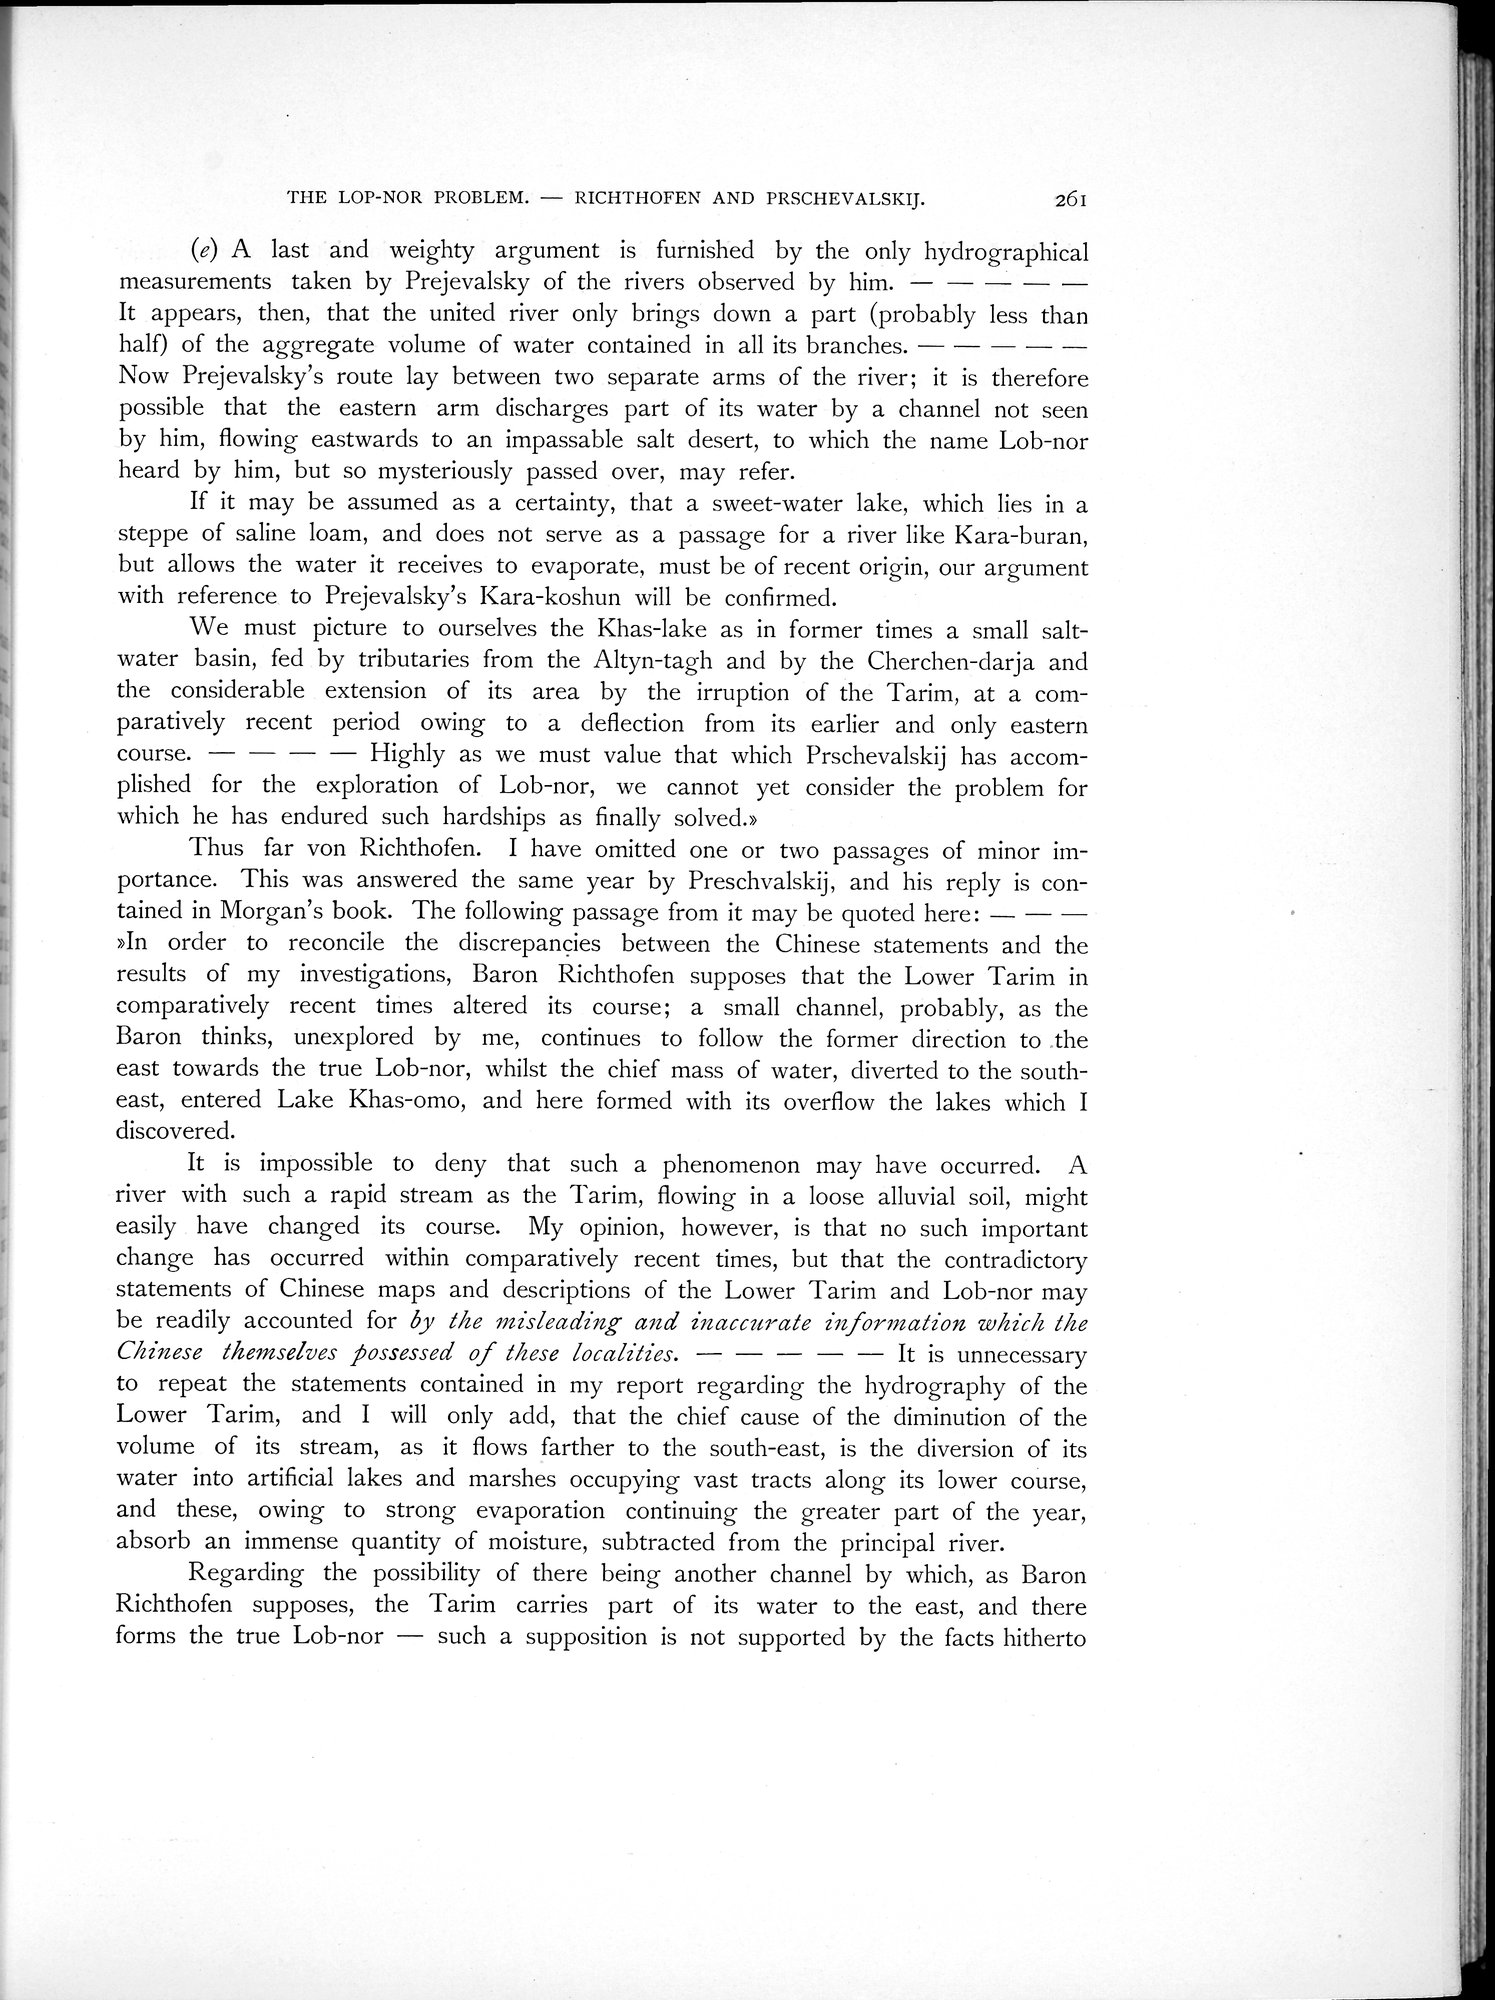 THE LOP-NOR PROBLEM. — RICHTHOFEN AND PRSCHEVALSKIJ. 261
(e) A last and weighty argument is furnished by the only hydrographical
measurements taken by Prejevalsky of the rivers observed by him. — — — — —
It appears, then, that the united river only brings down a part (probably less than
half) of the aggregate volume of water contained in all its branches. — — — — —
Now Prejevalsky's route lay between two separate arms of the river; it is therefore
possible that the eastern arm discharges part of its water by a channel not seen
by him, flowing eastwards to an impassable salt desert, to which the name Lob-nor
heard by him, but so mysteriously passed over, may refer.
If it may be assumed as a certainty, that a sweet-water lake, which lies in a
steppe of saline loam, and does not serve as a passage for a river like Kara-buran,
but allows the water it receives to evaporate, must be of recent origin, our argument
with reference to Prejevalsky's Kara-koshun will be confirmed.
We must picture to ourselves the Khas-lake as in former times a small salt-
water basin, fed by tributaries from the Altyn-tagh and by the Cherchen-darja and
the considerable extension of its area by the irruption of the Tarim, at a com-
paratively recent period owing to a deflection from its earlier and only eastern
course. — — — — Highly as we must value that which Prschevalskij has accom-
plished for the exploration of Lob-nor, we cannot yet consider the problem for
which he has endured such hardships as finally solved.»
Thus far von Richthofen. I have omitted one or two passages of minor im-
portance. This was answered the same year by Preschvalskij, and his reply is con-
tained in Morgan's book. The following passage from it may be quoted here: — — —
»In order to reconcile the discrepancies between the Chinese statements and the
results of my investigations, Baron Richthofen supposes that the Lower Tarim in
comparatively recent times altered its course; a small channel, probably, as the
Baron thinks, unexplored by me, continues to follow the former direction to the
east towards the true Lob-nor, whilst the chief mass of water, diverted to the south-
east, entered Lake Khas-omo, and here formed with its overflow the lakes which I
discovered.
It is impossible to deny that such a phenomenon may have occurred. A
river with such a rapid stream as the Tarim, flowing in a loose alluvial soil, might
easily have changed its course. My opinion, however, is that no such important
change has occurred within comparatively recent times, but that the contradictory
statements of Chinese maps and descriptions of the Lower Tarim and Lob-nor may
be readily accounted for by the misleading and inaccurate information which the
Chinese themselves possessed of these localities. — — — — — It is unnecessary
to repeat the statements contained in my report regarding the hydrography of the
Lower Tarim, and I will only add, that the chief cause of the diminution of the
volume of its stream, as it flows farther to the south-east, is the diversion of its
water into artificial lakes and marshes occupying vast tracts along its lower course,
and these, owing to strong evaporation continuing the greater part of the year,
absorb an immense quantity of moisture, subtracted from the principal river.
Regarding the possibility of there being another channel by which, as Baron
Richthofen supposes, the Tarim carries part of its water to the east, and there
forms the true Lob-nor — such a supposition is not supported by the facts hitherto